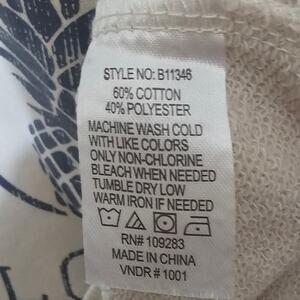 STYLE NO: B11346
60% COTTON
40% POLYESTER
MACHINE WASH COLD
WITH LIKE COLORS
ONLY NON-CHLORINE
BLEACH WHEN NEEDED
TUMBLE DRY LOW
WARM IRON IF NEEDED
RN# 109283
MADE IN CHINA
VNDR # 1001